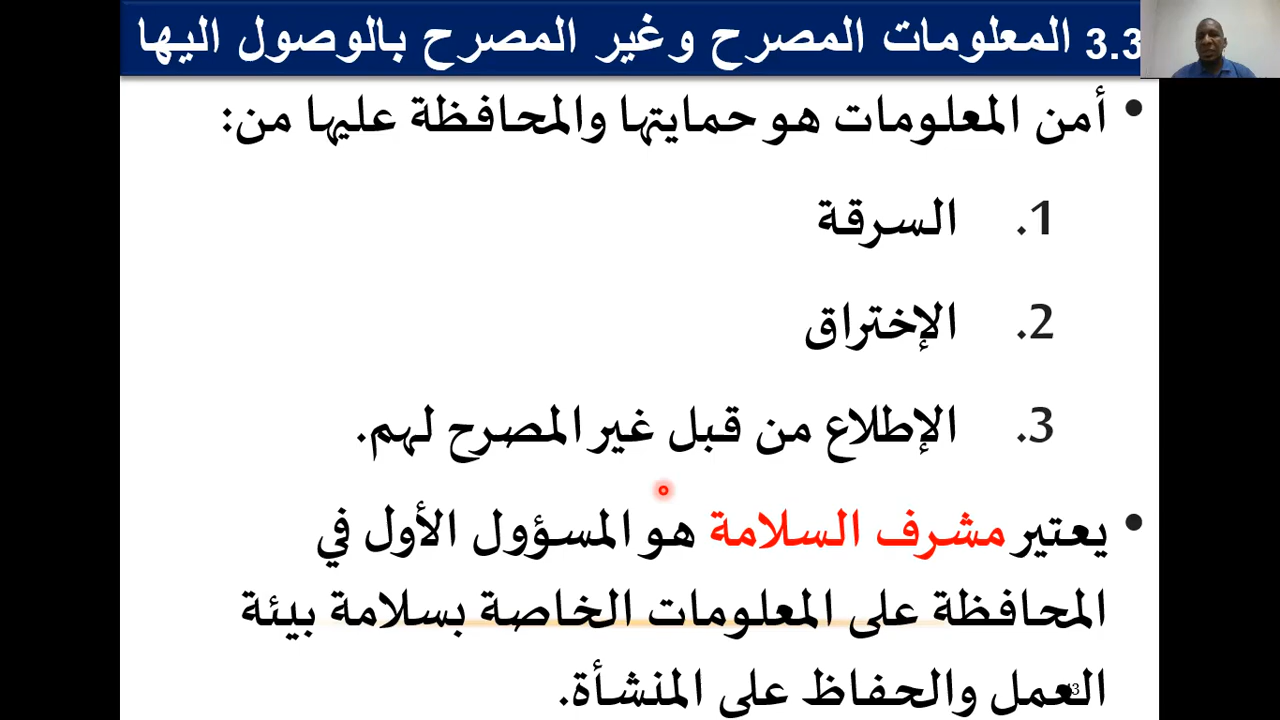 3.3 المعلومات المصرح وغير المصرح بالوصول اليها
• أمن المعلومات هو حمايتها والمحافظة عليها من:
1. السرقة
2. الإختراق
3. الإطلاع من قبل غير المصرح لهم.
• يعتبر مشرف السلامة هو المسؤول الأول في
المحافظة على المعلومات الخاصة بسلامة بيئة
العمل والحفاظ على المنشأة.